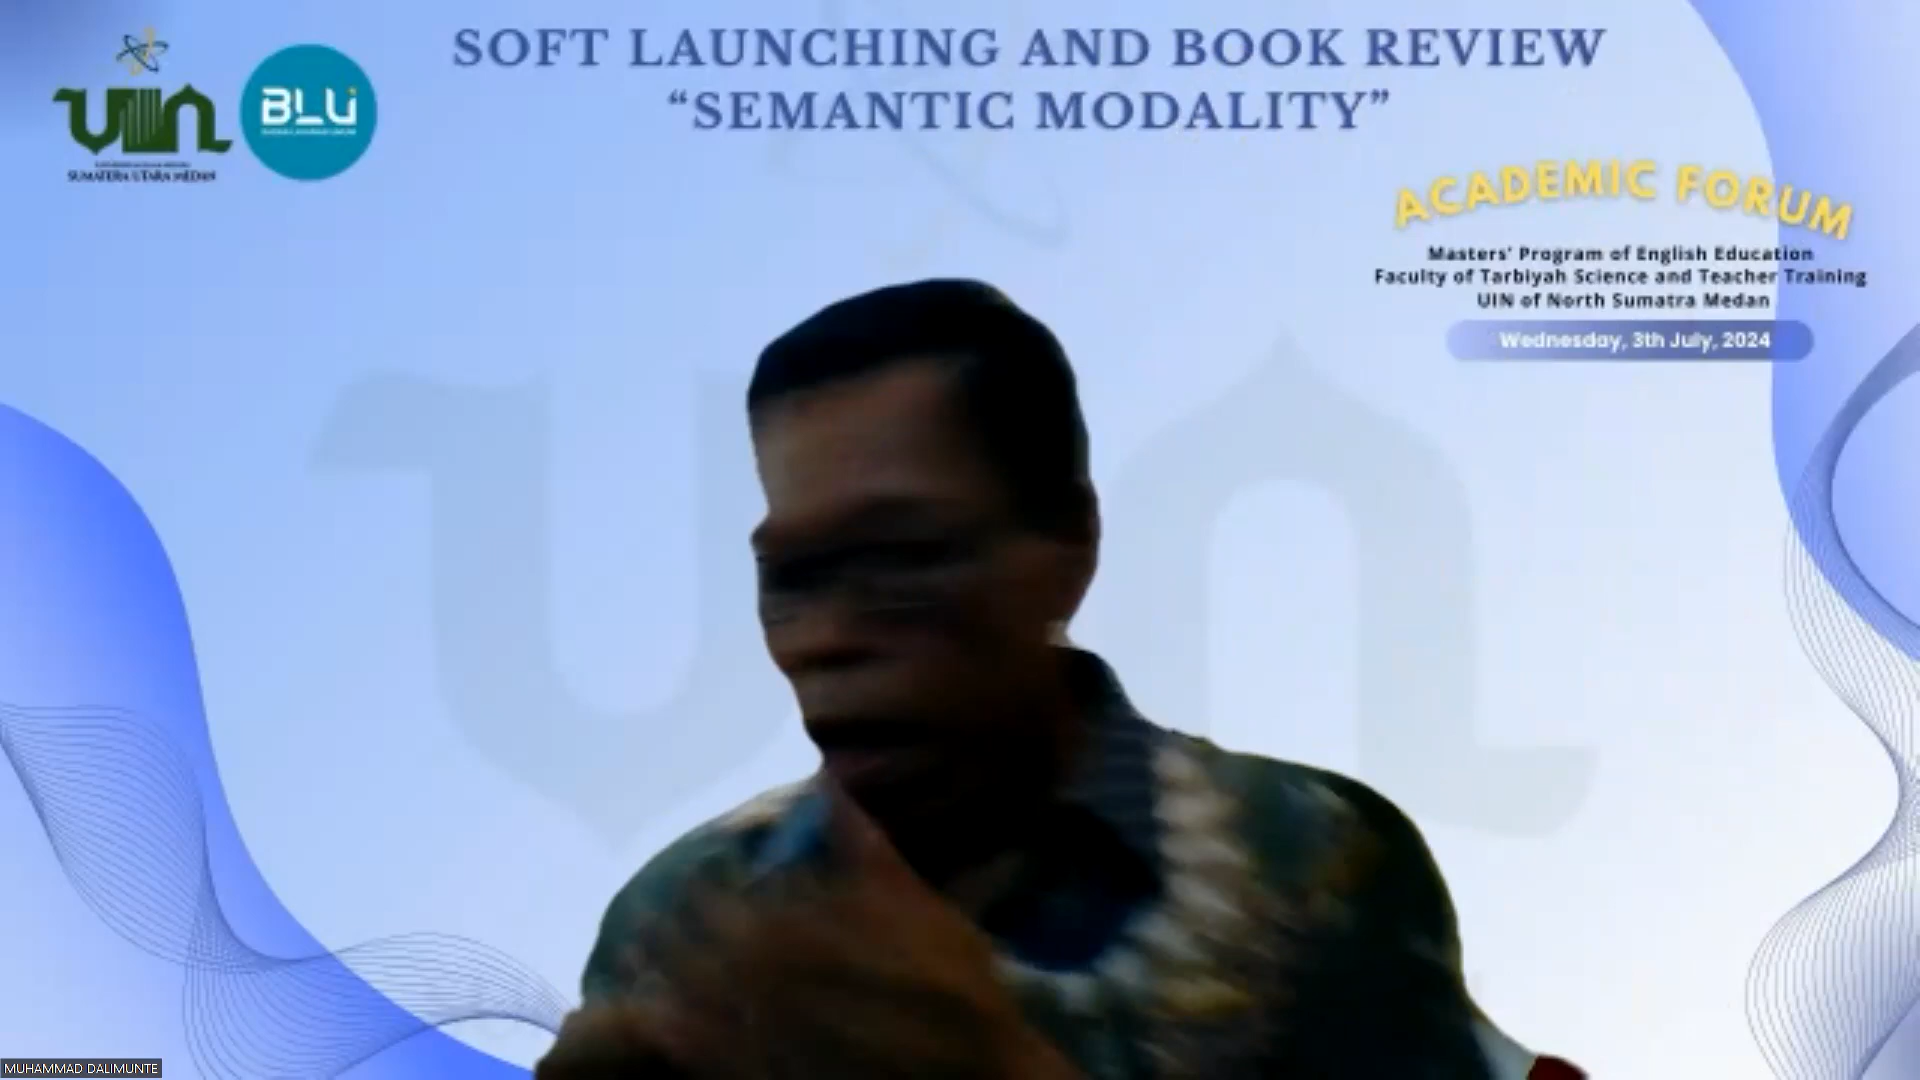 SOFT LAUNCHING AND BOOK REVIEW
“SEMANTIC MODALITY”
UIN
SUMATERA UTARA MEDAN
BLU
ACADEMIC FORUM
Masters' Program of English Education
Faculty of Tarbiyah Science and Teacher Training
UIN of North Sumatra Medan
Wednesday, 3th July, 2024
MUHAMMAD DALIMUNTE